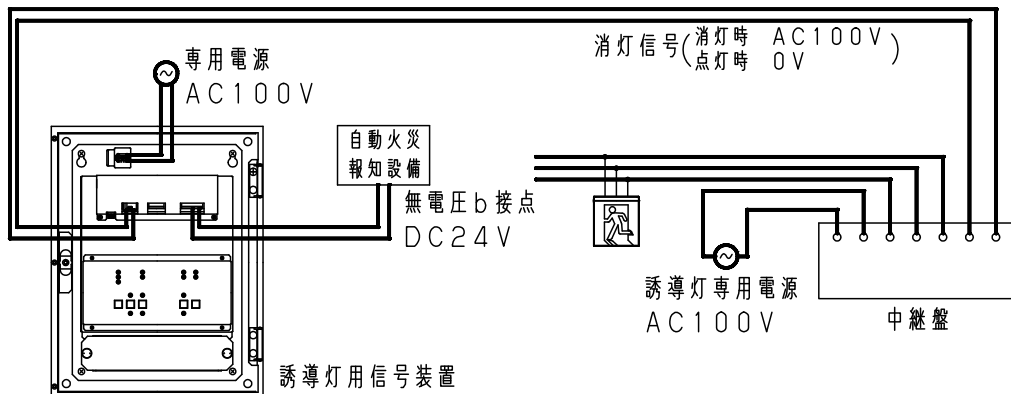 専用電源
AC100V
消灯信号(消灯時 AC100V
点灯時 0V)
自動火災
報知設備
無電圧b接点
DC24V
誘導灯専用電源
AC100V
中継盤
誘導灯用信号装置